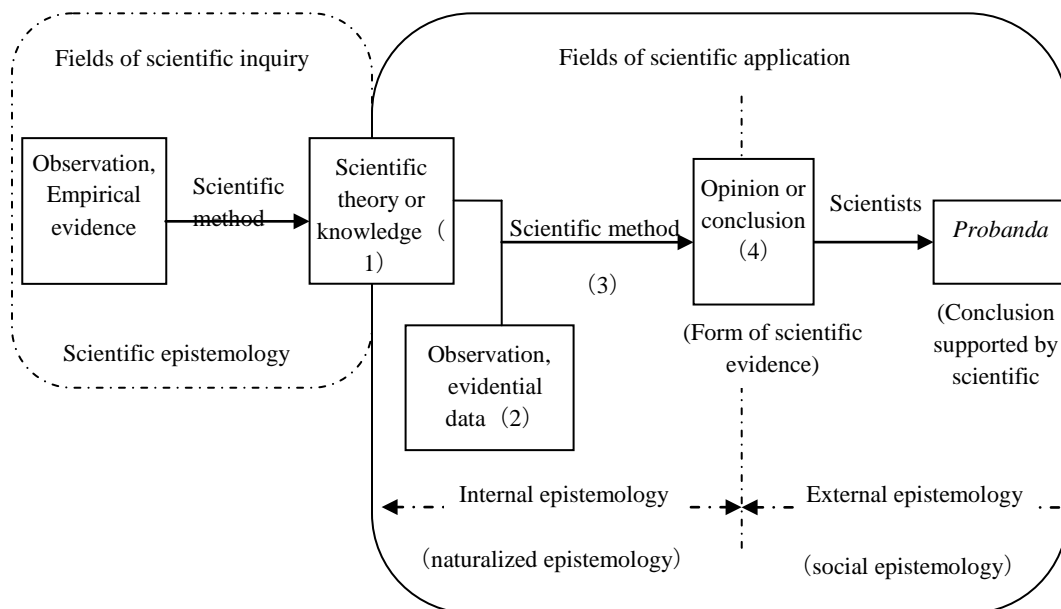 Fields of scientific inquiry
Fields of scientific application
Observation,
Empirical
evidence
Scientific
method
Scientific
theory or
knowledge（
1）
Observation,
evidential
data（2）
Scientific method
（3）
Opinion or
conclusion
（4）
(Form of scientific
evidence)
Scientists
Probanda
(Conclusion
supported by
scientific
Scientific epistemology
Internal epistemology
（naturalized epistemology）
External epistemology
（social epistemology）